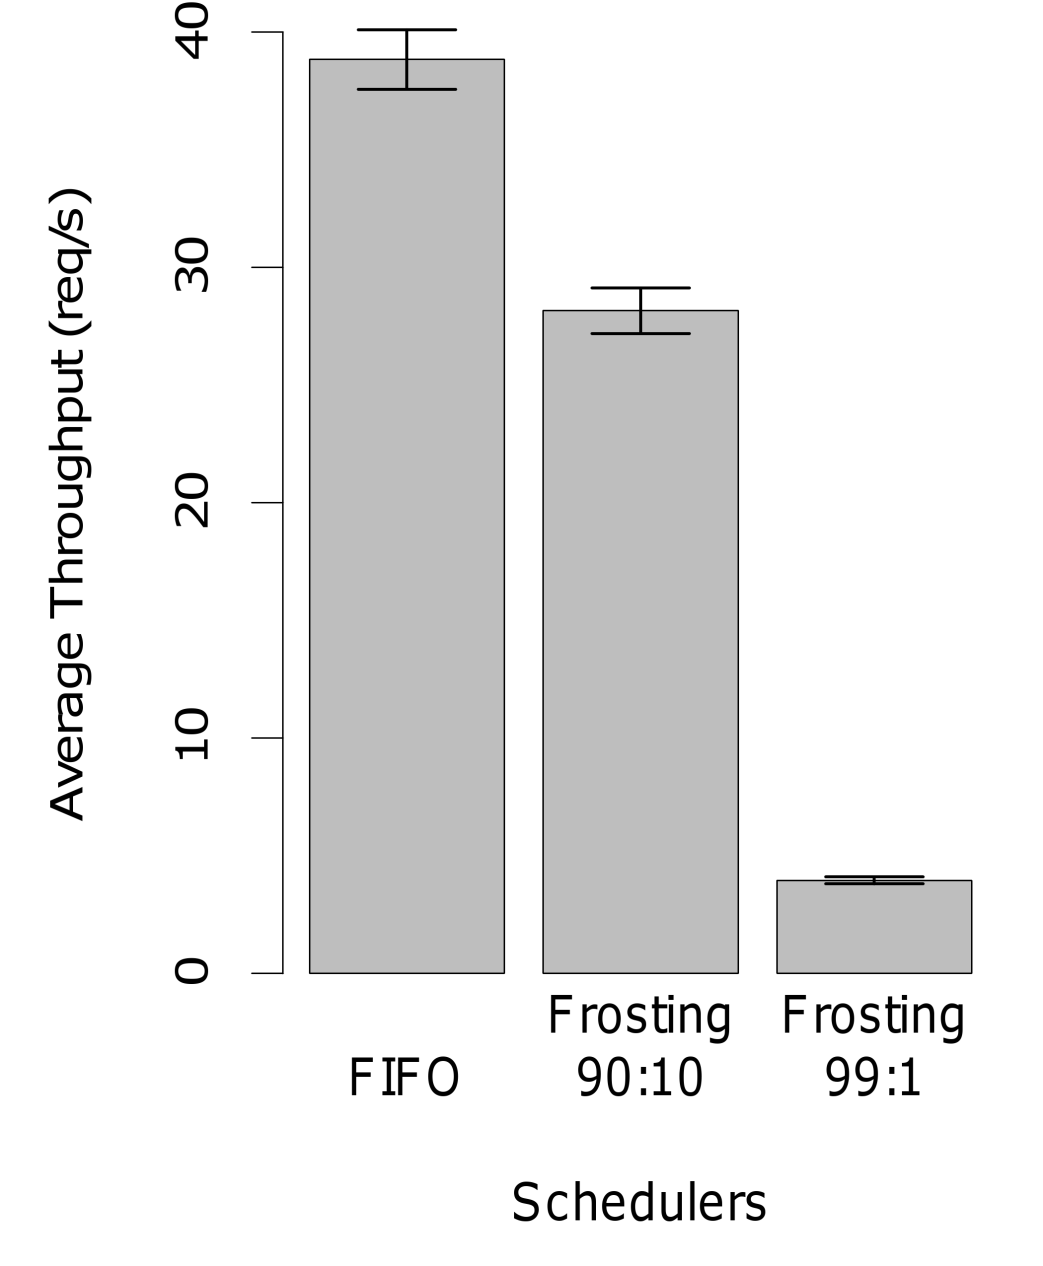 Average Throughput (req/s)
40
30
20
10
0
FIFO
Frosting
90:10
Frosting
99:1
Schedulers